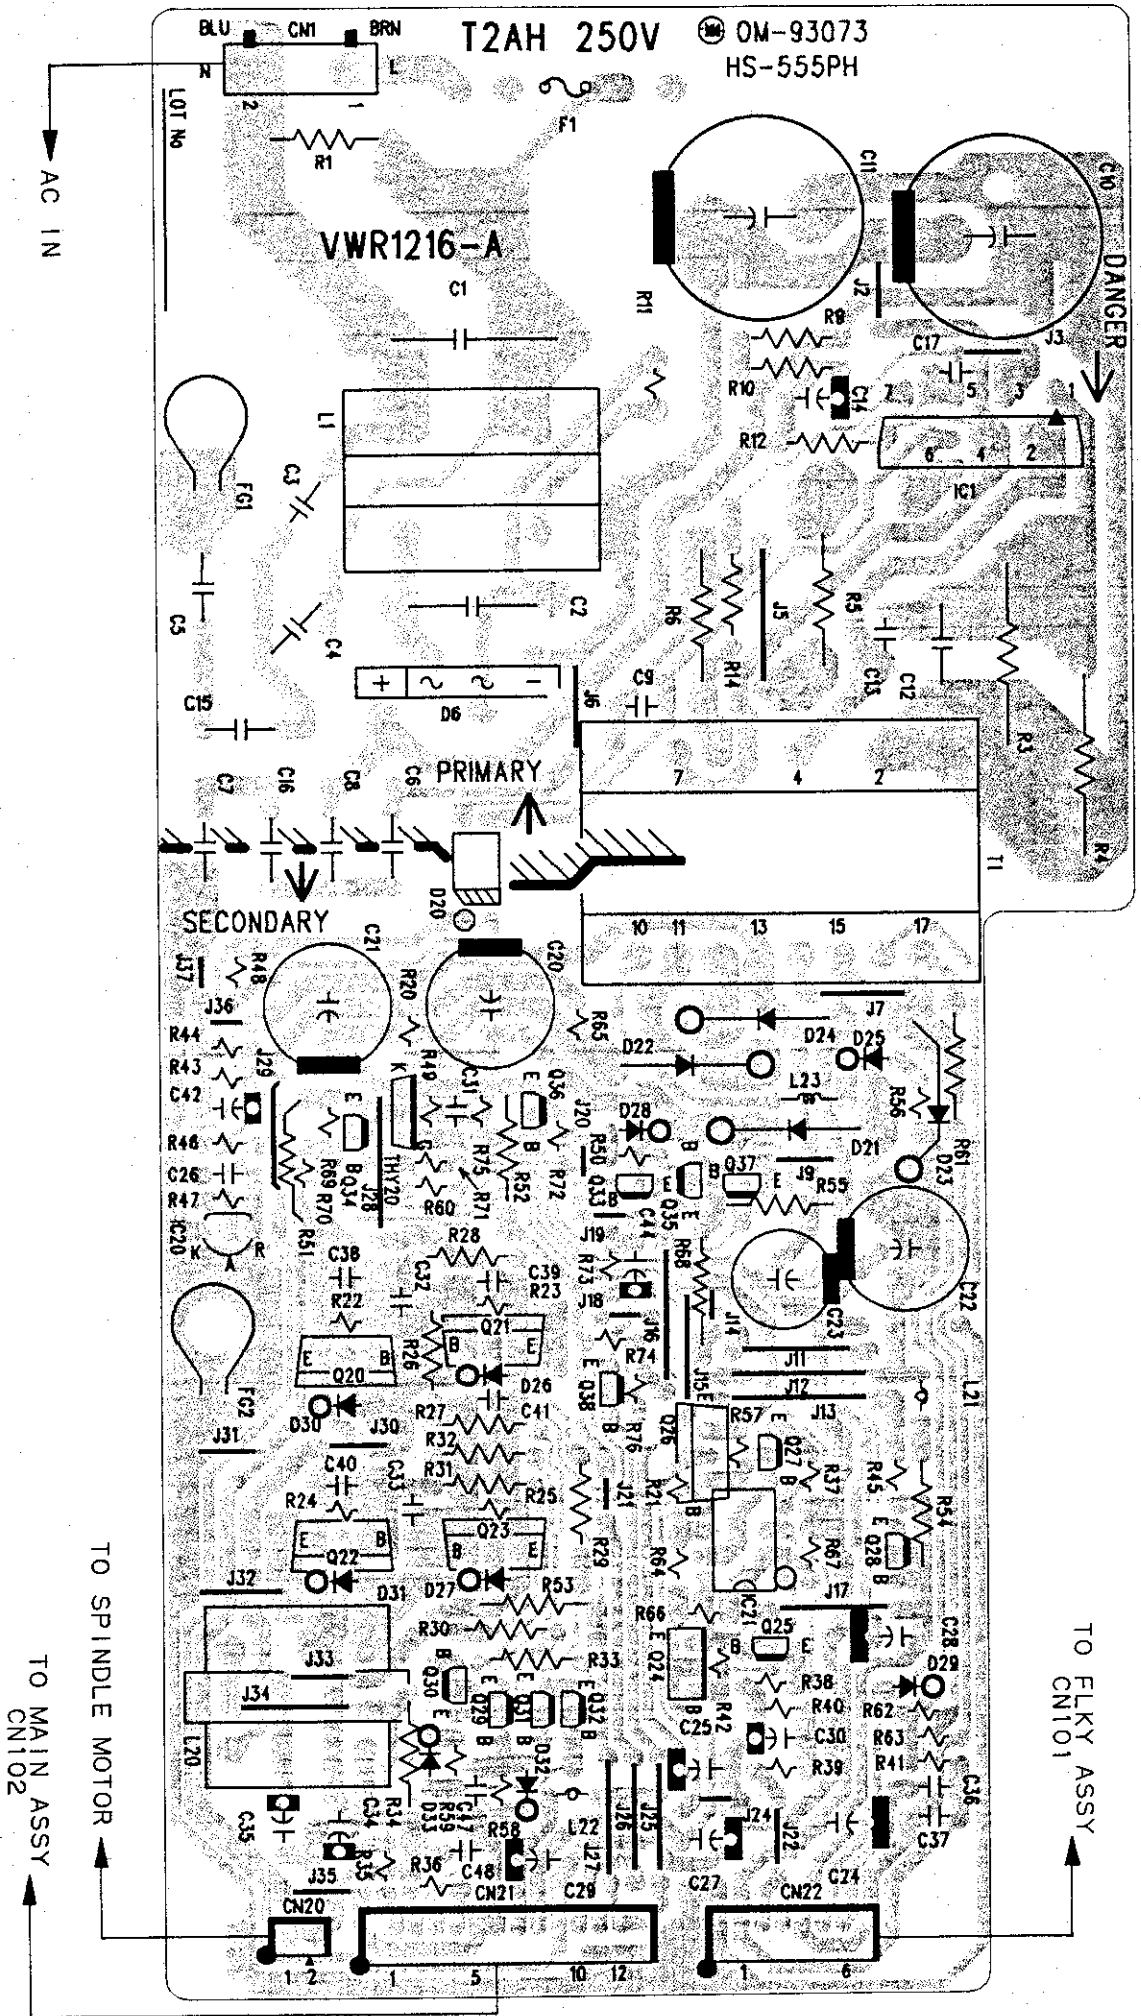 BLU CN1 BRN
T2AH 250V OM-93073
HS-555PH
N L
2 1
LOT No
R1
F1
AC IN
C11
C10
VWR1216-A
DANGER
C1
R11
J2
R9
C17
J3
R10
C14
7 5 3 1
L1
R12
6 4 2
IC1
C3
FG1
C5
C4
C2
R6
R14
J5
R5
C13
C12
R3
C15
+ ~ ~ -
D6
J6
C9
PRIMARY
7 4 2
C7 C16 C8 C6
R4
T1
D20
SECONDARY
10 11 13 15 17
J37
R48
C21
R20
C20
R65
J7
J36
R44
R43
C42
R46
C26
R47
IC20
K R
A
J29
K
R49
C31
E Q36
B
D22
D24
D25
L23
R56
R61
J20
D28
D21
D23
E
R69
R70
B Q34
J28
THY20
G
R60
R75
R71
R52
R72
R50
Q33
B
B
E
Q35
B Q37
E
J9
R55
R51
R28
J19
C44
R68
C38
C32
C39
R23
R73
J18
J16
J14
C22
C23
R22
Q21
B E
R74
E Q20 B
R26
D26
J15
J11
J12
J13
L21
FG2
D30
J30
R27
C41
E Q38
B
R76
E
Q26
B
R57
E
Q27
B
J31
R32
C40
C33
R31
R25
J21
R21
R37
R45
R54
R24
E Q22 B
Q23
B E
R29
R64
R67
E
Q28
B
J32
D31
D27
R53
IC21
J17
R66
R30
R33
E
Q24
B
B
Q25
E
C28
D29
J33
J34
B
Q30
E
E
Q29
B
E
Q31
B
E
Q32
B
R38
R40
R62
R42
C25
C30
R63
R39
R41
L20
D32
C36
C35
C34
R34
D33
R59
C47
R58
L22
J26
J25
J27
J24
J22
C37
R35
R36
C48
C29
C27
C24
J35
CN20
CN21
CN22
1 2
1 5 10 12
1 6
TO SPINDLE MOTOR
TO MAIN ASSY
CN102
TO FLKY ASSY
CN101